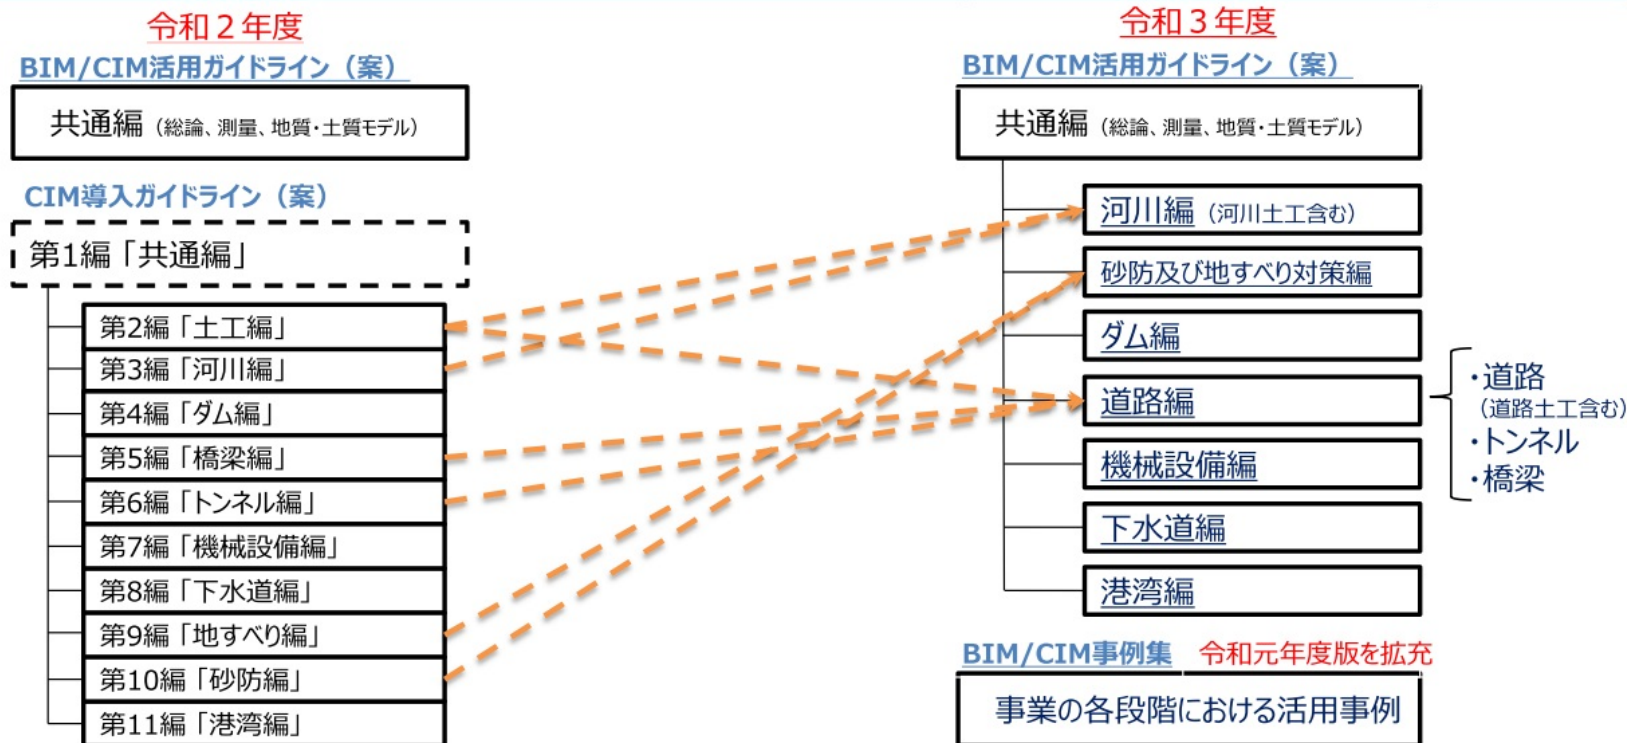 令和２年度
BIM/CIM活用ガイドライン（案）
共通編（総論、測量、地質・土質モデル）
CIM導入ガイドライン（案）
第1編「共通編」
第2編「土工編」
第3編「河川編」
第4編「ダム編」
第5編「橋梁編」
第6編「トンネル編」
第7編「機械設備編」
第8編「下水道編」
第9編「地すべり編」
第10編「砂防編」
第11編「港湾編」
令和３年度
BIM/CIM活用ガイドライン（案）
共通編（総論、測量、地質・土質モデル）
河川編（河川土工含む）
砂防及び地すべり対策編
ダム編
道路編
機械設備編
下水道編
港湾編
・道路
（道路土工含む）
・トンネル
・橋梁
BIM/CIM事例集　令和元年度版を拡充
事業の各段階における活用事例